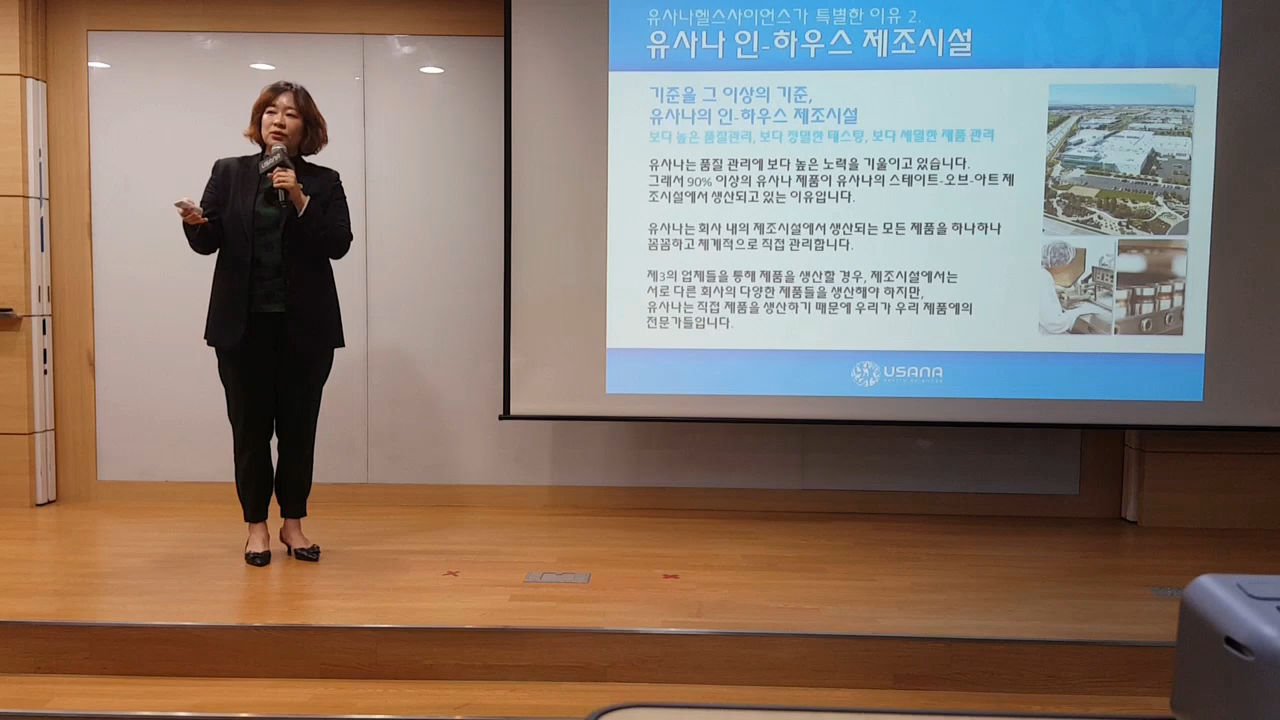 유사나헬스사이언스가 특별한 이유 2.
유사나 인-하우스 제조시설
기준을 그 이상의 기준,
유사나의 인-하우스 제조시설
보다 높은 품질관리, 보다 정밀한 테스팅, 보다 세밀한 제품 관리
유사나는 품질 관리에 보다 높은 노력을 기울이고 있습니다.
그래서 90% 이상의 유사나 제품이 유사나의 스테이트-오브-아트 제
조시설에서 생산되고 있는 이유입니다.
유사나는 회사 내의 제조시설에서 생산되는 모든 제품을 하나하나
꼼꼼하고 체계적으로 직접 관리합니다.
제3의 업체들을 통해 제품을 생산할 경우, 제조시설에서는
서로 다른 회사의 다양한 제품들을 생산해야 하지만,
유사나는 직접 제품을 생산하기 때문에 우리가 우리 제품에의
전문가들입니다.
USANA
HEALTH SCIENCES
USANA